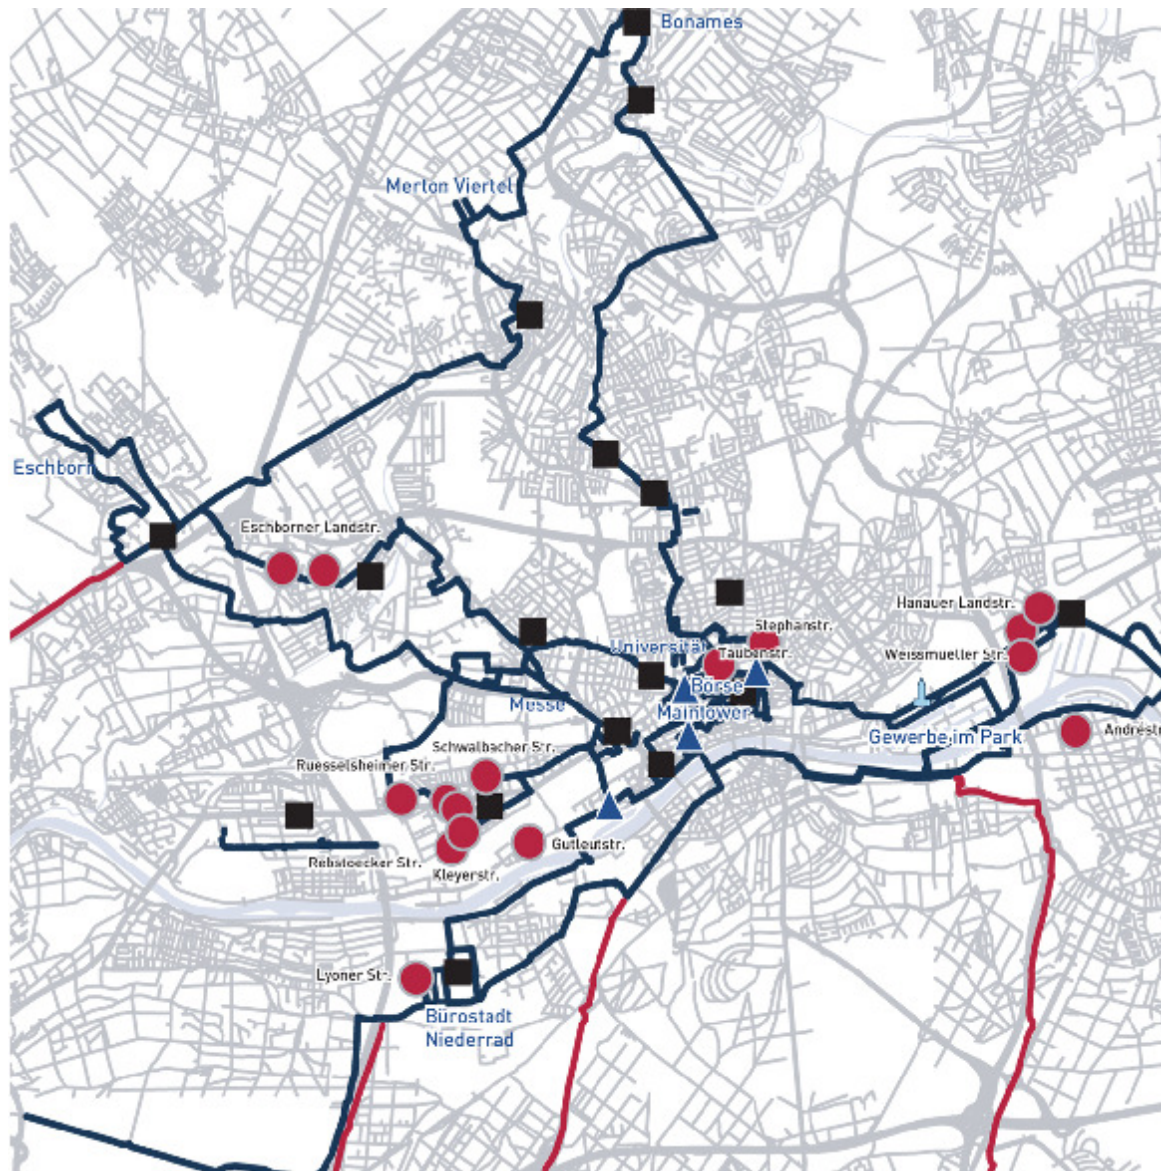 Bonames
Merton Viertel
Eschborn
Eschborner Landstr.
Hanauer Landstr.
Stephanstr.
Universität
Taubenstr.
Weissmueller Str.
Börse
Messe
Maintower
Gewerbe im Park
Andréstr
Schwalbacher Str.
Ruesselsheimer Str.
Gutleutstr.
Rebstoecker Str.
Kleyerstr.
Lyoner Str.
Bürostadt
Niederrad